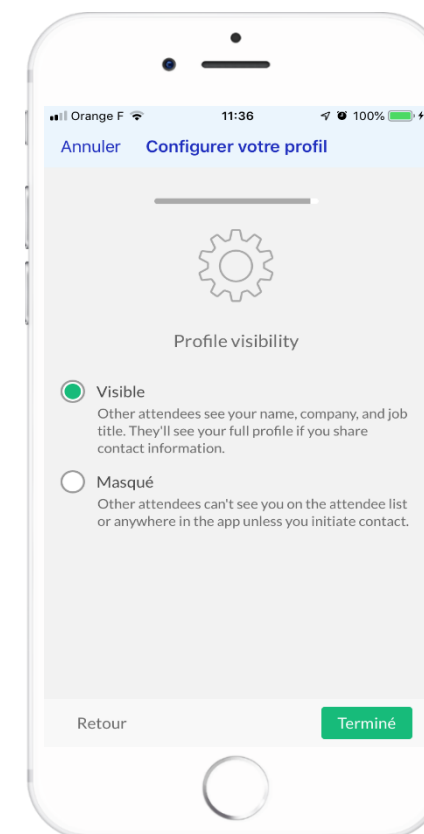 Orange F 11:36 100%
Annuler Configurer votre profil
Profile visibility
Visible
Other attendees see your name, company, and job
title. They'll see your full profile if you share
contact information.
Masqué
Other attendees can't see you on the attendee list
or anywhere in the app unless you initiate contact.
Retour Terminé